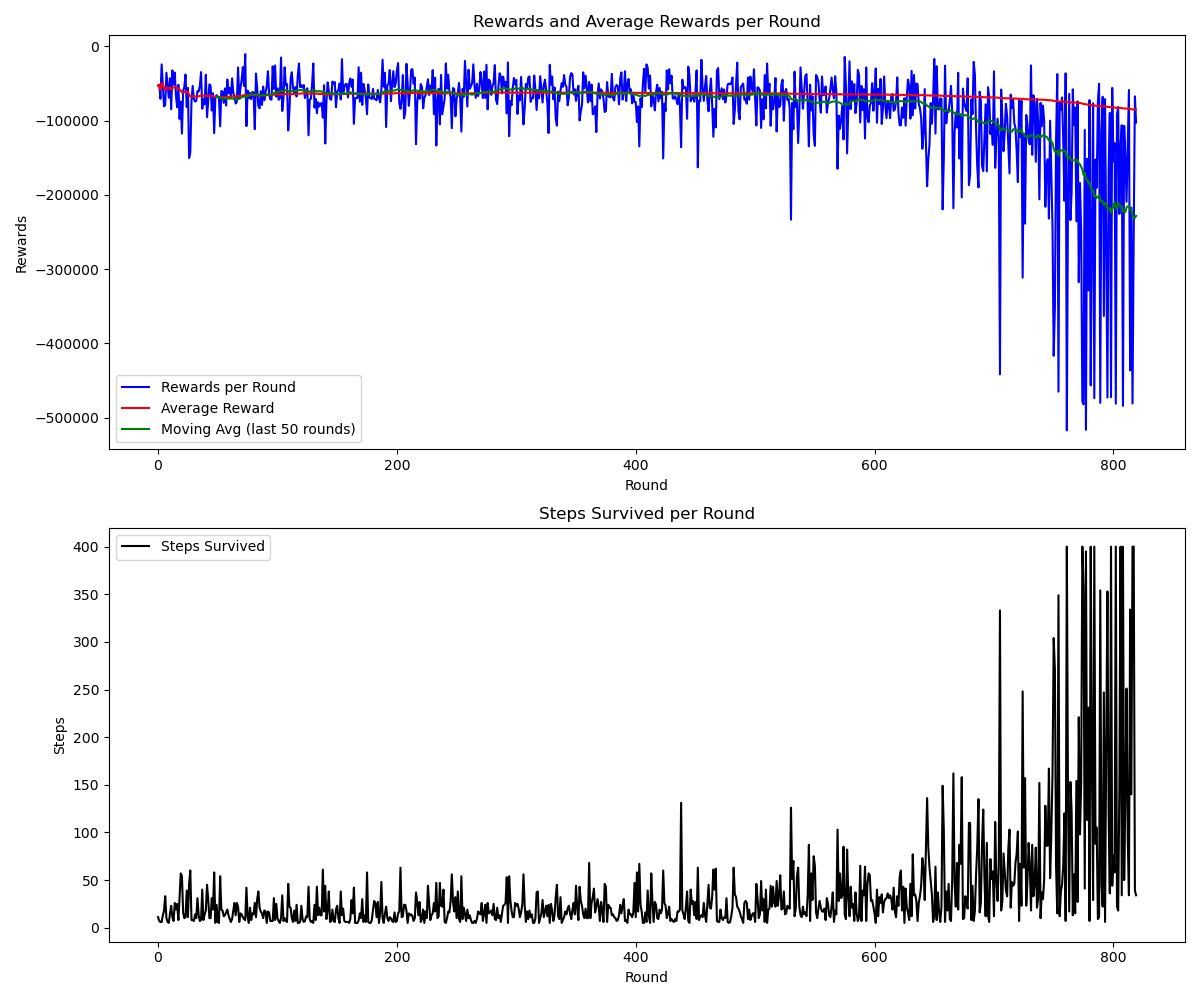 Rewards and Average Rewards per Round
0
−100000
−200000
−300000
−400000
−500000
Rewards
Rewards per Round
Average Reward
Moving Avg (last 50 rounds)
0 200 400 600 800
Round
Steps Survived per Round
Steps Survived
400
350
300
250
200
150
100
50
0
Steps
0 200 400 600 800
Round